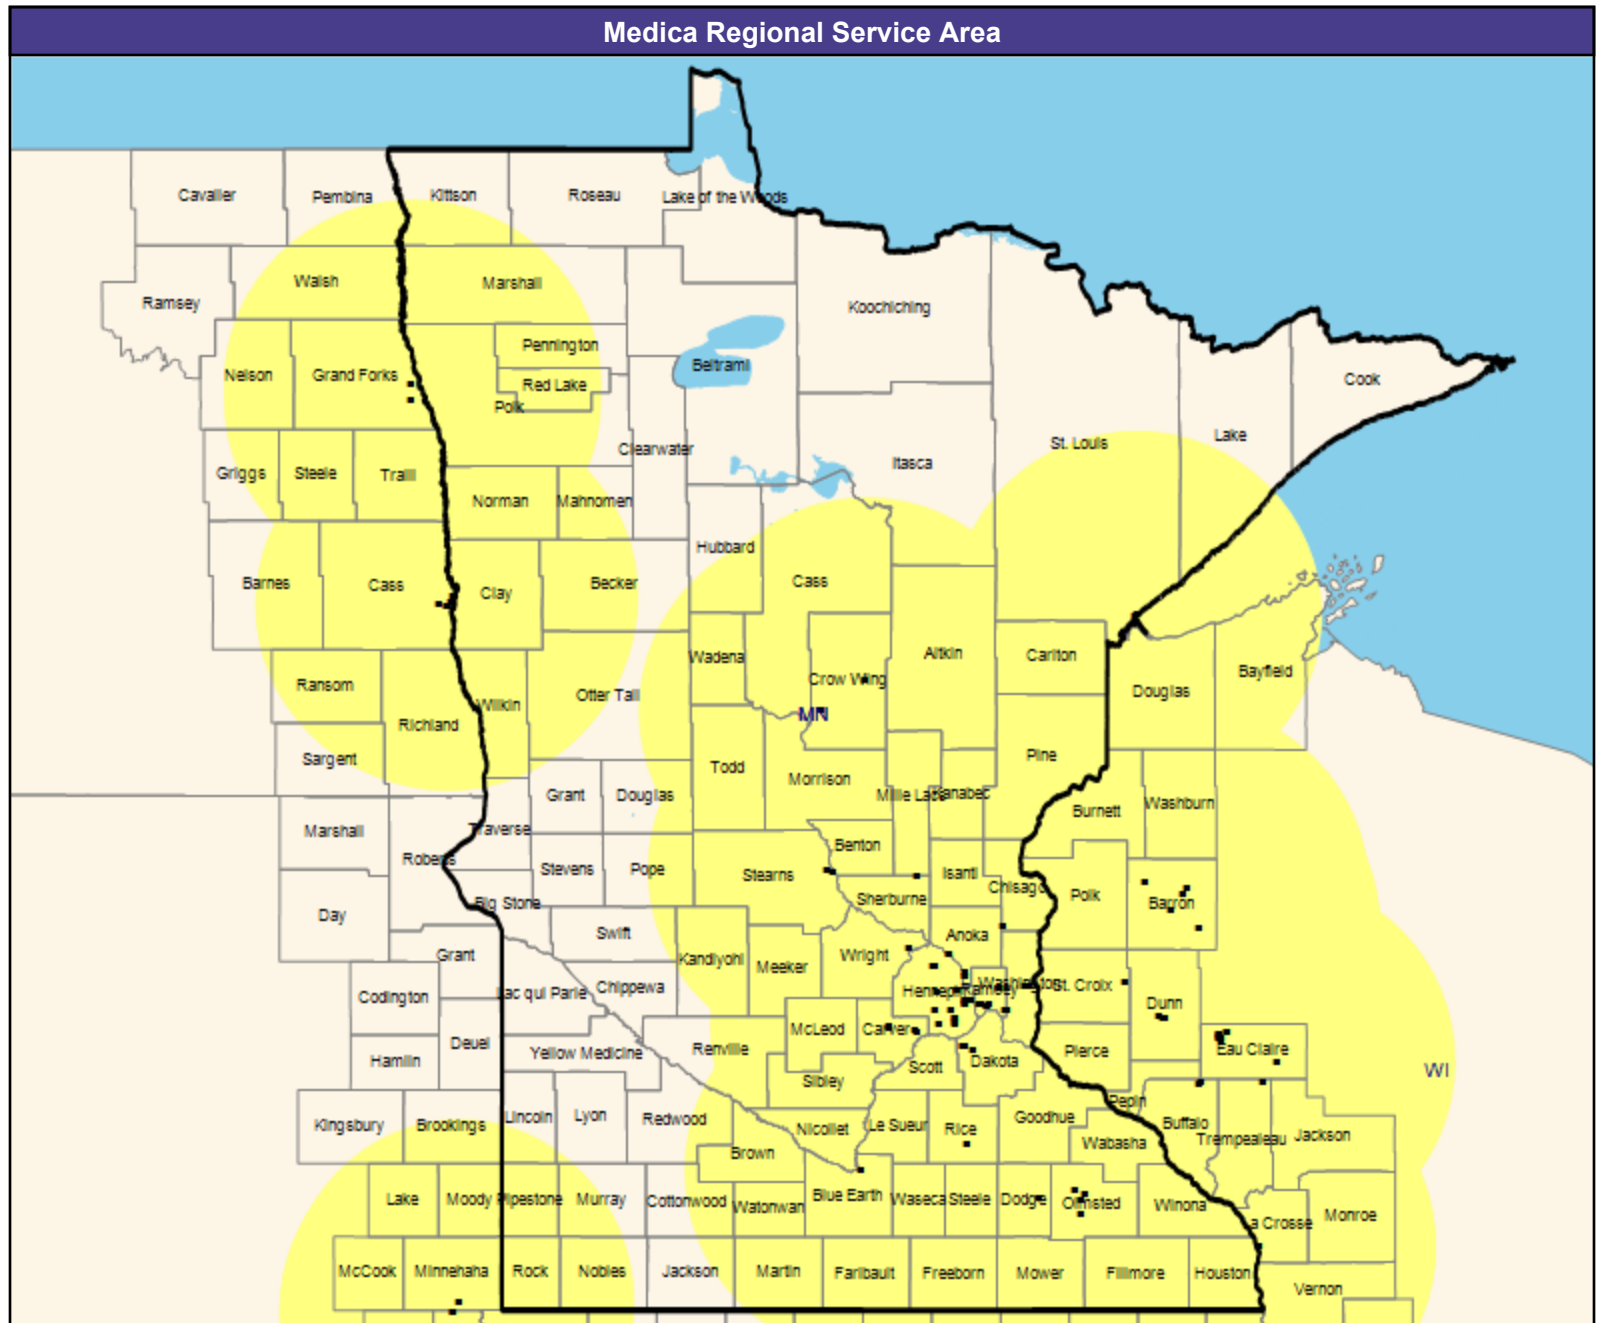 Medica Regional Service Area
Cavalier
Pembina
Kittson
Roseau
Lake of the Woods
Ramsey
Walsh
Marshall
Koochiching
Nelson
Grand Forks
Pennington
Red Lake
Polk
Beltrami
Cook
Clearwater
St. Louis
Lake
Itasca
Griggs
Steele
Traill
Norman
Mahnomen
Hubbard
Barnes
Cass
Clay
Becker
Cass
Wadena
Aitkin
Carlton
Crow Wing
Douglas
Bayfield
Ransom
Richland
Wilkin
Otter Tail
MN
Sargent
Todd
Morrison
Pine
Grant
Douglas
Mille Lacs
Kanabec
Burnett
Washburn
Marshall
Roberts
Traverse
Stevens
Pope
Stearns
Benton
Isanti
Chisago
Polk
Barron
Day
Big Stone
Swift
Sherburne
Anoka
Grant
Kandiyohi
Meeker
Wright
Codington
Lac qui Parle
Chippewa
Hennepin
Ramsey
Washington
St. Croix
Dunn
Deuel
Hamlin
Yellow Medicine
Renville
McLeod
Carver
Scott
Dakota
Pierce
Eau Claire
WI
Sibley
Kingsbury
Brookings
Lincoln
Lyon
Redwood
Nicollet
Le Sueur
Rice
Goodhue
Pepin
Buffalo
Trempealeau
Jackson
Brown
Wabasha
Lake
Moody
Pipestone
Murray
Cottonwood
Watonwan
Blue Earth
Waseca
Steele
Dodge
Olmsted
Winona
La Crosse
Monroe
McCook
Minnehaha
Rock
Nobles
Jackson
Martin
Faribault
Freeborn
Mower
Fillmore
Houston
Vernon